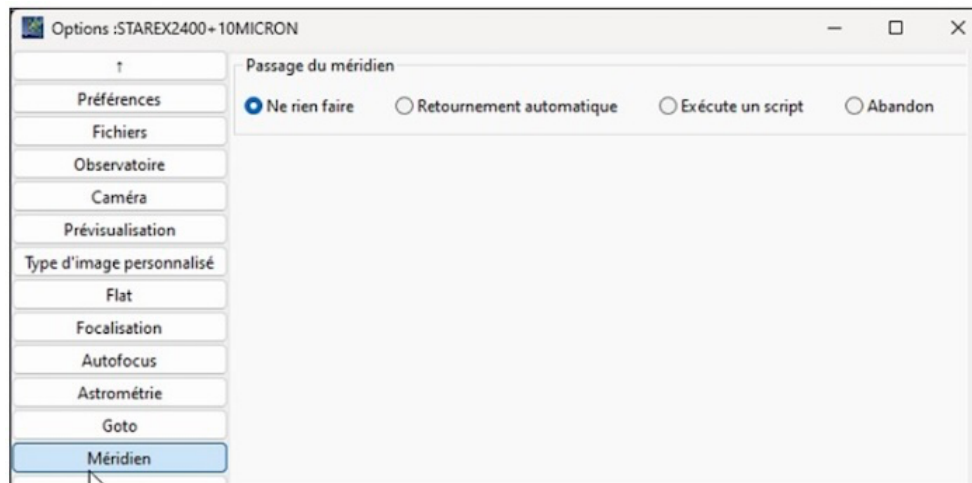 Options :STAREX2400+10MICRON
↑
Préférences
Fichiers
Observatoire
Caméra
Prévisualisation
Type d'image personnalisé
Flat
Focalisation
Autofocus
Astrométrie
Goto
Méridien
Passage du méridien
Ne rien faire Retournement automatique Exécute un script Abandon